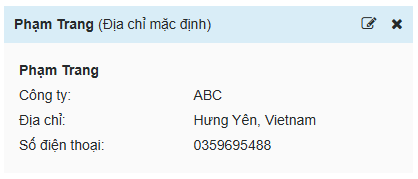 Phạm Trang (Địa chỉ mặc định)
Phạm Trang
Công ty: ABC
Địa chỉ: Hưng Yên, Vietnam
Số điện thoại: 0359695488